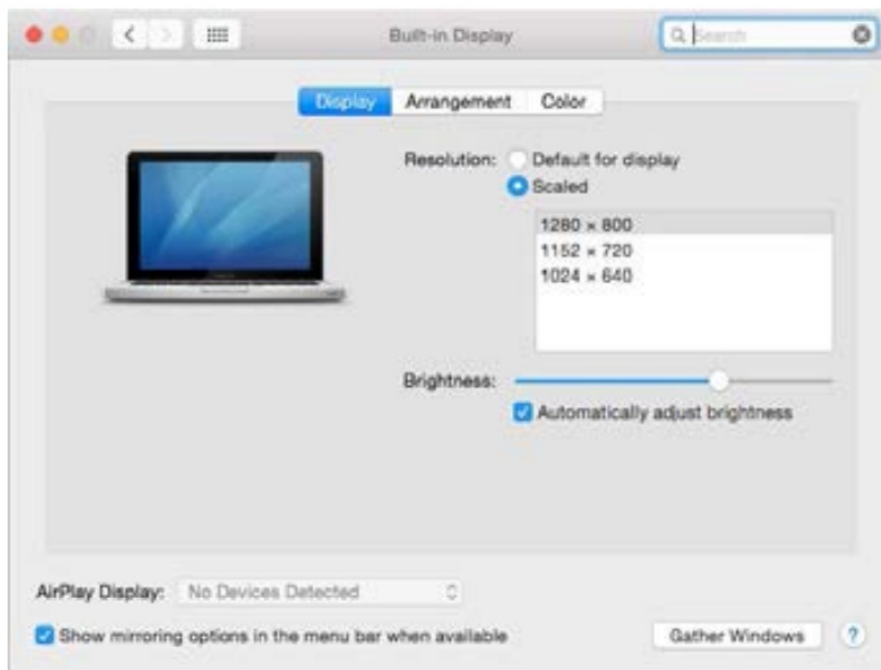 Built-in Display
Search
Display Arrangement Color
Resolution: Default for display
Scaled
1280 × 800
1152 × 720
1024 × 640
Brightness:
Automatically adjust brightness
AirPlay Display: No Devices Detected
Show mirroring options in the menu bar when available
Gather Windows ?